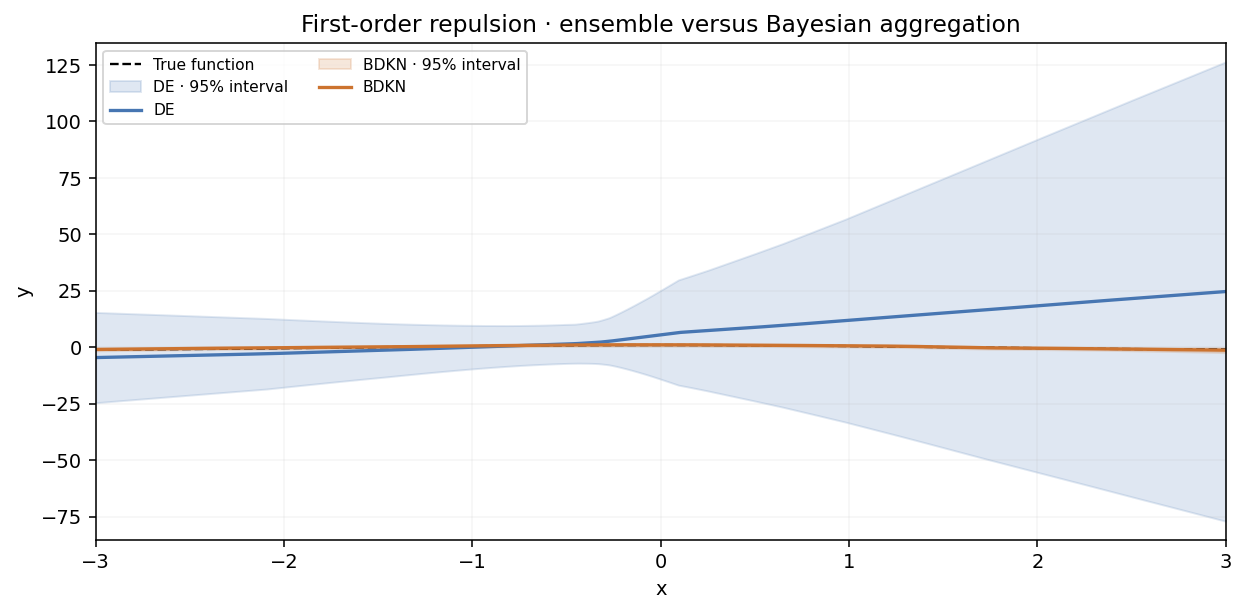 First-order repulsion · ensemble versus Bayesian aggregation
True function
DE · 95% interval
DE
BDKN · 95% interval
BDKN
125
100
75
50
25
0
−25
−50
−75
y
−3
−2
−1
0
1
2
3
x